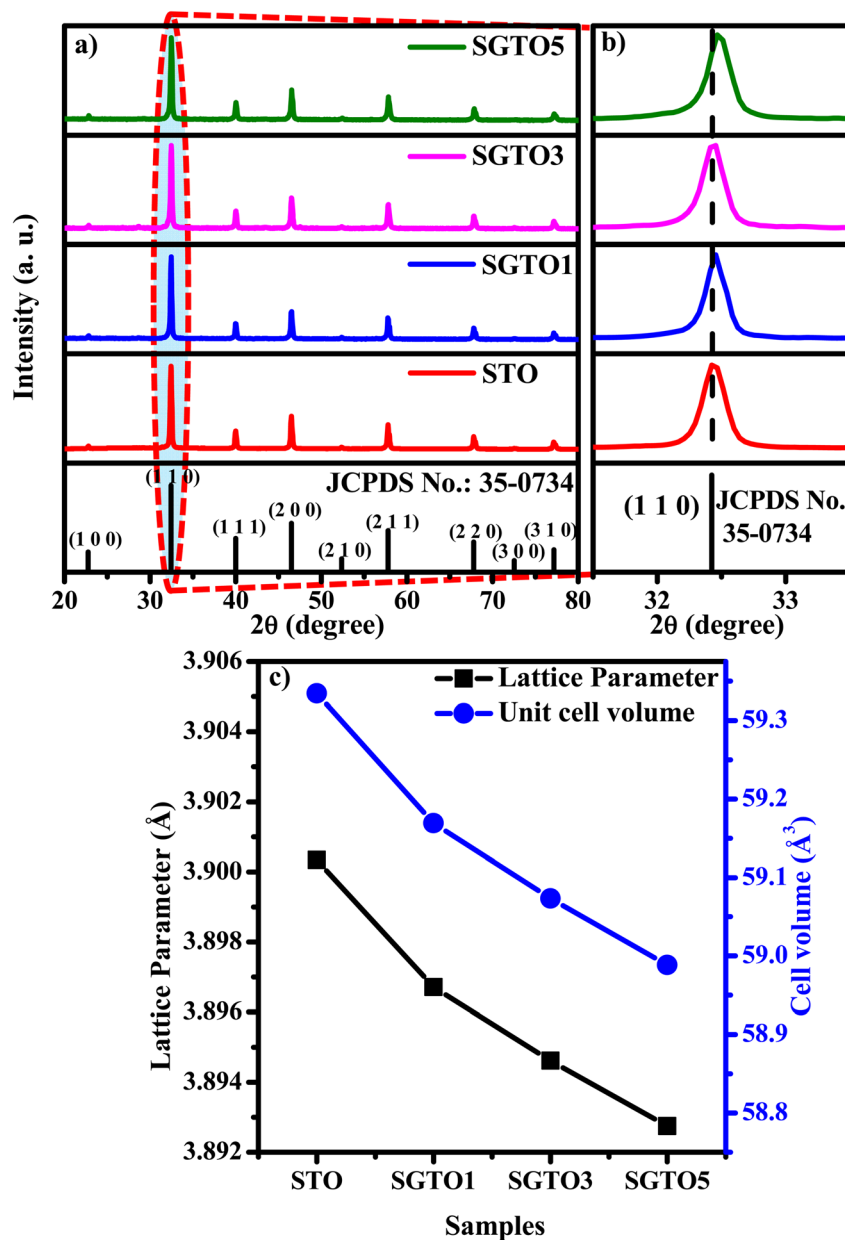 a)
SGTO5
SGTO3
SGTO1
STO
Intensity (a. u.)
JCPDS No.: 35-0734
(1 0 0)
(1 1 0)
(1 1 1)
(2 0 0)
(2 1 0)
(2 1 1)
(2 2 0)
(3 0 0)
(3 1 0)
20 30 40 50 60 70 80
2θ (degree)
b)
(1 1 0)
JCPDS No.
35-0734
32 33
2θ (degree)
c)
Lattice Parameter
Unit cell volume
Lattice Parameter (Å)
3.906
3.904
3.902
3.900
3.898
3.896
3.894
3.892
59.3
59.2
59.1
59.0
58.9
58.8
Cell volume (Å³)
STO SGTO1 SGTO3 SGTO5
Samples